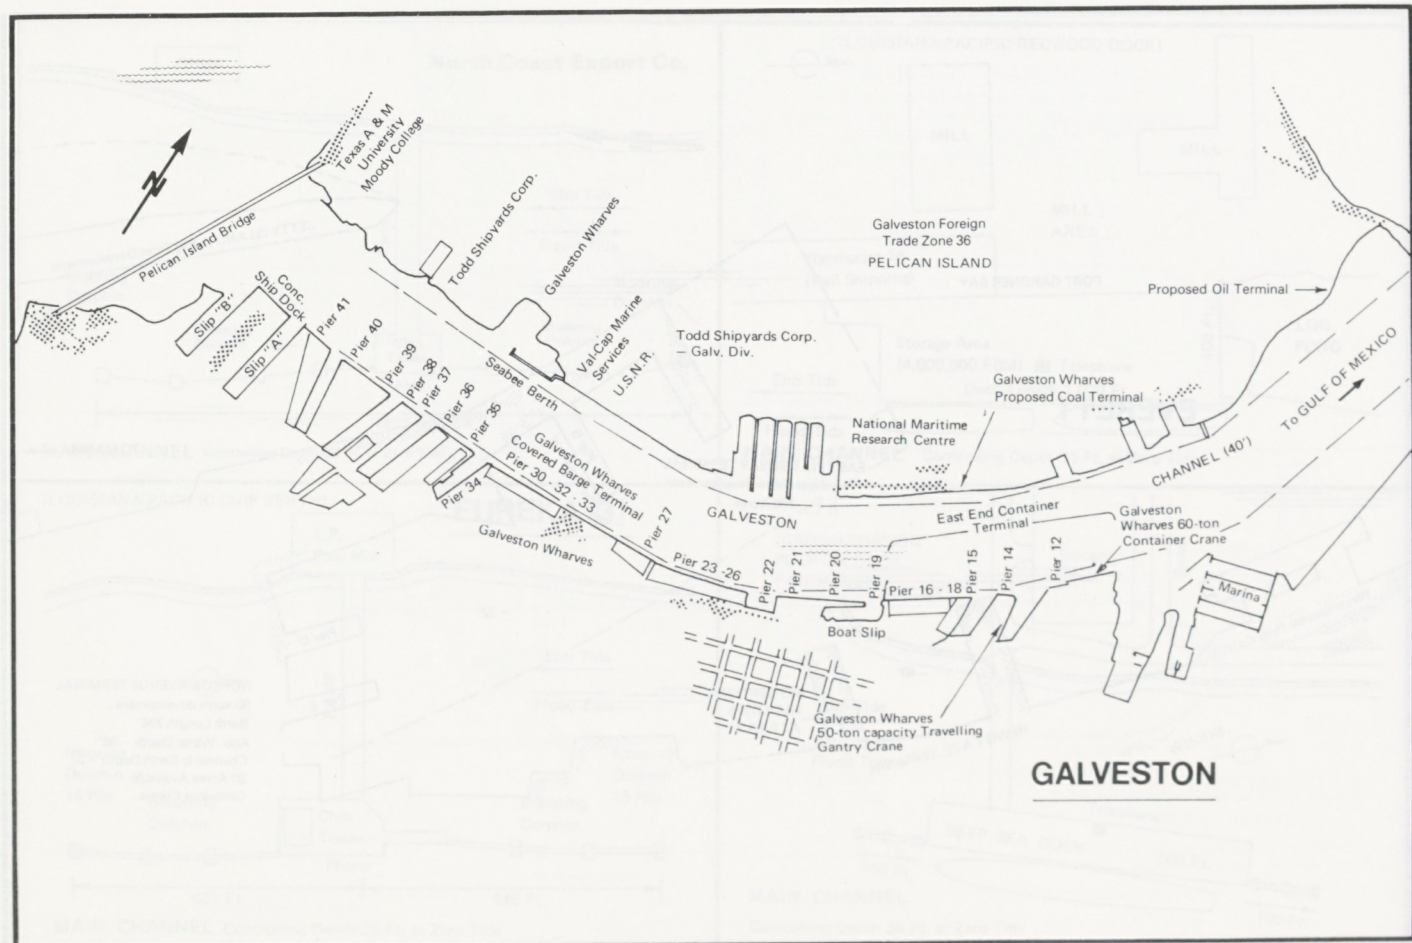 N
Pelican Island Bridge
Texas A & M
University
Moody College
Todd Shipyards Corp.
Galveston Wharves
Val-Cap Marine
Services
U.S.N.R.
Seabee Berth
Todd Shipyards Corp.
– Galv. Div.
Galveston Foreign
Trade Zone 36
PELICAN ISLAND
Proposed Oil Terminal
Galveston Wharves
Proposed Coal Terminal
National Maritime
Research Centre
To GULF OF MEXICO
Slip "B"
Slip "A"
Conc.
Ship Dock
Pier 41
Pier 40
Pier 39
Pier 38
Pier 37
Pier 36
Pier 35
Pier 34
Galveston Wharves
Covered Barge Terminal
Pier 30 - 32 - 33
Galveston Wharves
Pier 27
Pier 23 -26
GALVESTON
CHANNEL (40')
East End Container
Terminal
Galveston
Wharves 60-ton
Container Crane
Pier 22
Pier 21
Pier 20
Pier 19
Pier 16 - 18
Pier 15
Pier 14
Pier 12
Marina
Boat Slip
Galveston Wharves
50-ton capacity Travelling
Gantry Crane
GALVESTON